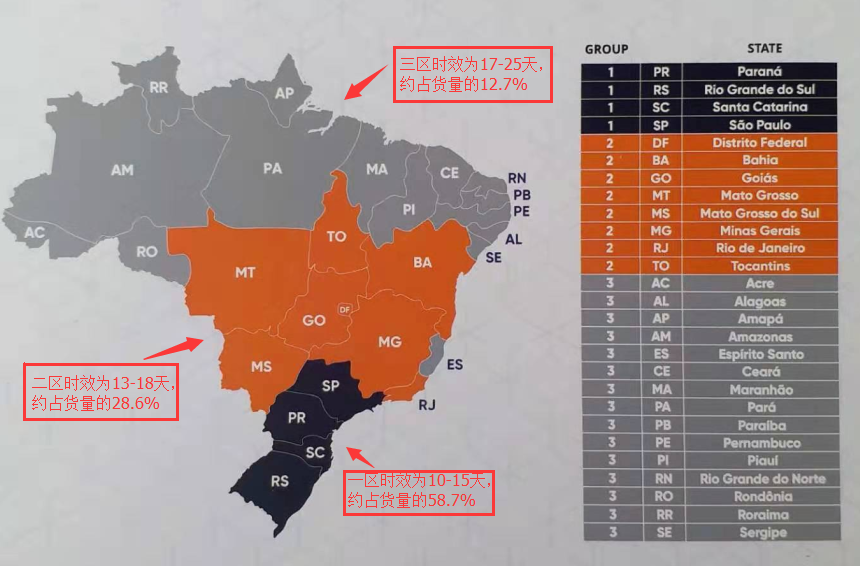 三区时效为17-25天，
约占货量的12.7%
RR
AP
AM
PA
MA
CE
RN
PB
PE
PI
AL
SE
AC
RO
TO
BA
MT
GO
DF
MG
ES
MS
SP
RJ
PR
SC
RS
二区时效为13-18天，
约占货量的28.6%
一区时效为10-15天，
约占货量的58.7%
GROUP STATE
1 PR Paraná
1 RS Rio Grande do Sul
1 SC Santa Catarina
1 SP São Paulo
2 DF Distrito Federal
2 BA Bahia
2 GO Goiás
2 MT Mato Grosso
2 MS Mato Grosso do Sul
2 MG Minas Gerais
2 RJ Rio de Janeiro
2 TO Tocantins
3 AC Acre
3 AL Alagoas
3 AP Amapá
3 AM Amazonas
3 ES Espírito Santo
3 CE Ceará
3 MA Maranhão
3 PA Pará
3 PB Paraíba
3 PE Pernambuco
3 PI Piauí
3 RN Rio Grande do Norte
3 RO Rondônia
3 RR Roraima
3 SE Sergipe